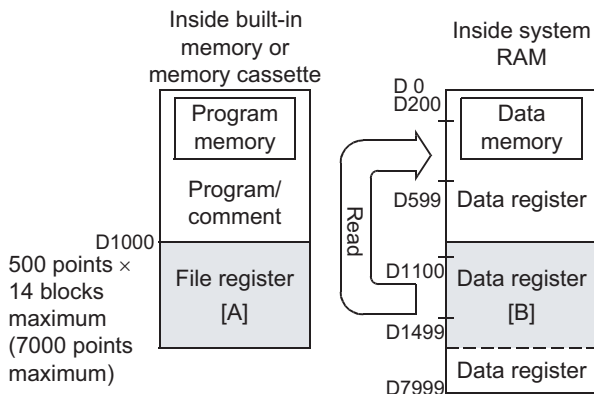 Inside built-in
memory or
memory cassette
Program
memory
Program/
comment
D1000
500 points ×
14 blocks
maximum
(7000 points
maximum)
File register
[A]
Inside system
RAM
D 0
D200
Data
memory
Read
D599
Data register
D1100
Data register
[B]
D1499
Data register
D7999